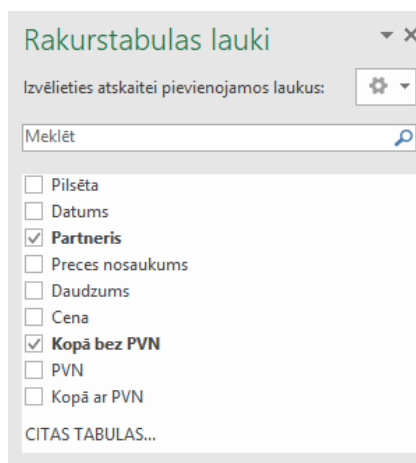 Rakurstabulas lauki
Izvēlieties atskaitei pievienojamos laukus:
Meklēt
Pilsēta
Datums
Partneris
Preces nosaukums
Daudzums
Cena
Kopā bez PVN
PVN
Kopā ar PVN
CITAS TABULAS...